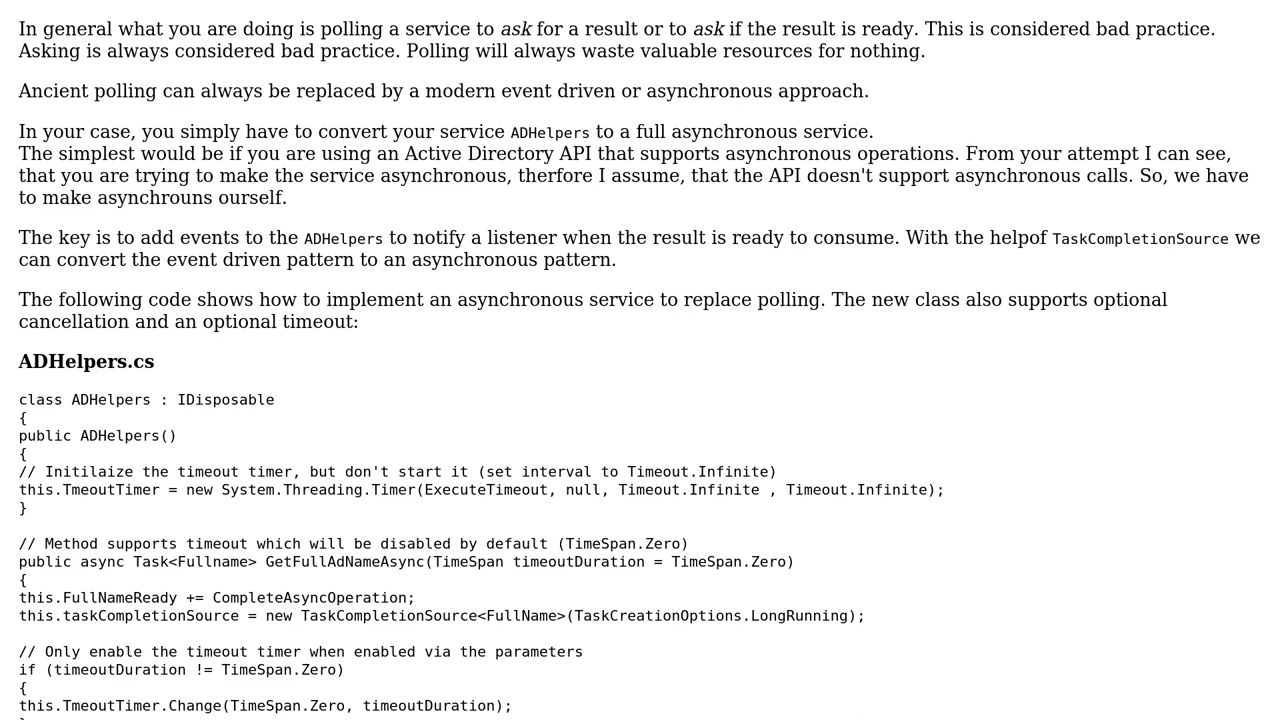 In general what you are doing is polling a service to ask for a result or to ask if the result is ready. This is considered bad practice.
Asking is always considered bad practice. Polling will always waste valuable resources for nothing.
Ancient polling can always be replaced by a modern event driven or asynchronous approach.
In your case, you simply have to convert your service ADHelpers to a full asynchronous service.
The simplest would be if you are using an Active Directory API that supports asynchronous operations. From your attempt I can see,
that you are trying to make the service asynchronous, therfore I assume, that the API doesn't support asynchronous calls. So, we have
to make asynchrouns ourself.
The key is to add events to the ADHelpers to notify a listener when the result is ready to consume. With the helpof TaskCompletionSource we
can convert the event driven pattern to an asynchronous pattern.
The following code shows how to implement an asynchronous service to replace polling. The new class also supports optional
cancellation and an optional timeout:
ADHelpers.cs
class ADHelpers : IDisposable
{
public ADHelpers()
{
// Initilaize the timeout timer, but don't start it (set interval to Timeout.Infinite)
this.TmeoutTimer = new System.Threading.Timer(ExecuteTimeout, null, Timeout.Infinite , Timeout.Infinite);
}
// Method supports timeout which will be disabled by default (TimeSpan.Zero)
public async Task<Fullname> GetFullAdNameAsync(TimeSpan timeoutDuration = TimeSpan.Zero)
{
this.FullNameReady += CompleteAsyncOperation;
this.taskCompletionSource = new TaskCompletionSource<FullName>(TaskCreationOptions.LongRunning);
// Only enable the timeout timer when enabled via the parameters
if (timeoutDuration != TimeSpan.Zero)
{
this.TmeoutTimer.Change(TimeSpan.Zero, timeoutDuration);